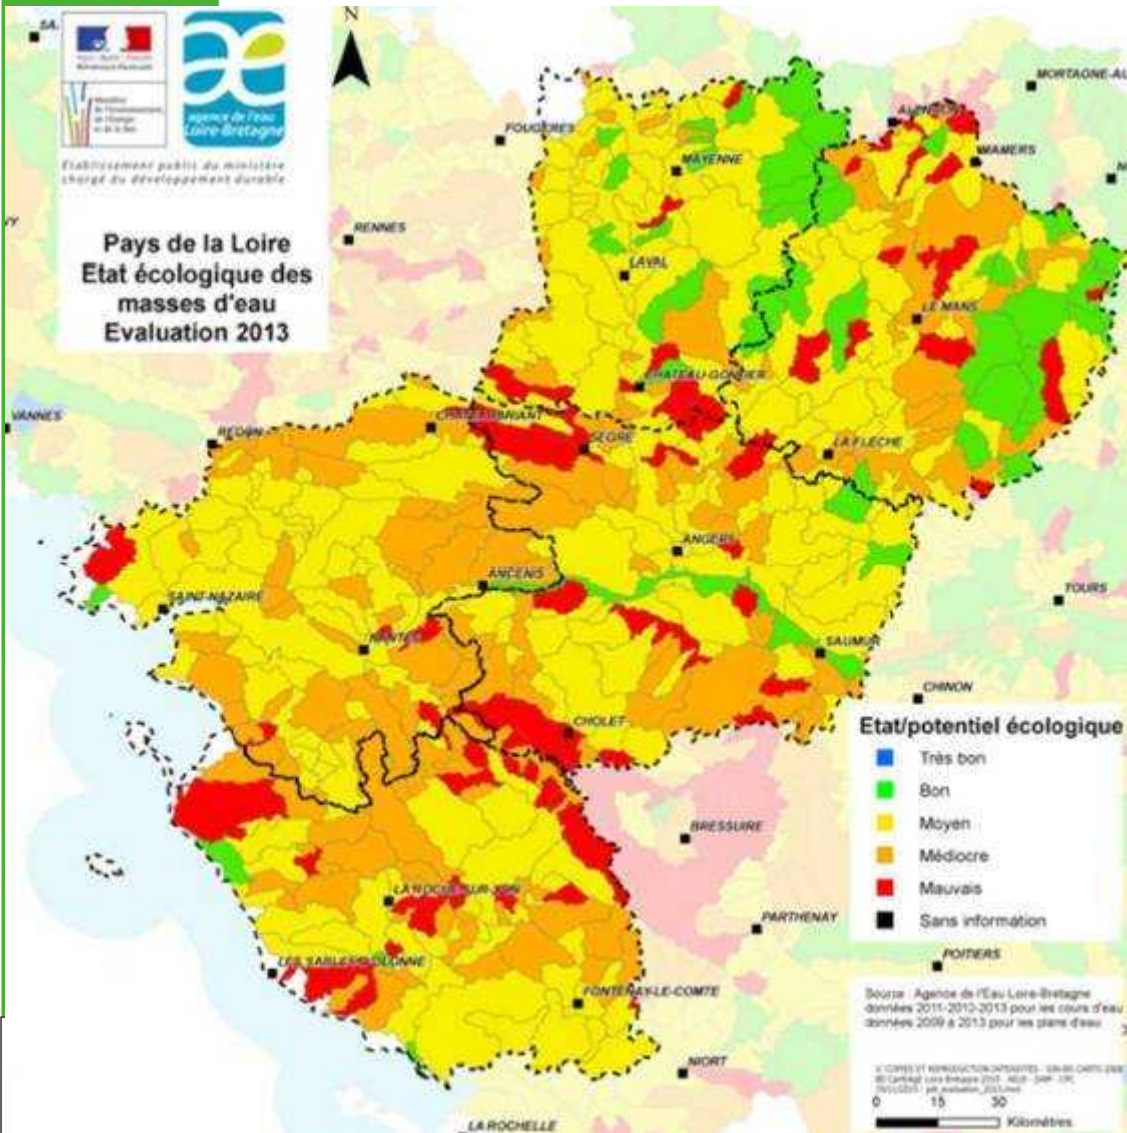 SA
N
MORTAGNE-AU
FOUGERES
ALENCON
MAYENNE
MAMERS
agence de l'eau
Loire-Bretagne
Etablissement public du ministère
chargé du développement durable
RENNES
Pays de la Loire
Etat écologique des
masses d'eau
Evaluation 2013
LAVAL
LE MANS
CHATEAU-GONTIER
VANNES
REDON
CHATEAUBRIANT
SEGRE
LA FLECHE
ANGERS
ANCENIS
SAINT-NAZAIRE
TOURS
NANTES
SAUMUR
CHINON
CHOLET
Etat/potentiel écologique
Très bon
Bon
Moyen
Médiocre
Mauvais
Sans information
BRESSUIRE
LA ROCHE-SUR-YON
PARTHENAY
POITIERS
LES SABLES-D'OLONNE
FONTENAY-LE-COMTE
Source : Agence de l'Eau Loire-Bretagne
données 2011-2012-2013 pour les cours d'eau
données 2009 à 2013 pour les plans d'eau
NIORT
0 15 30
Kilomètres
LA ROCHELLE